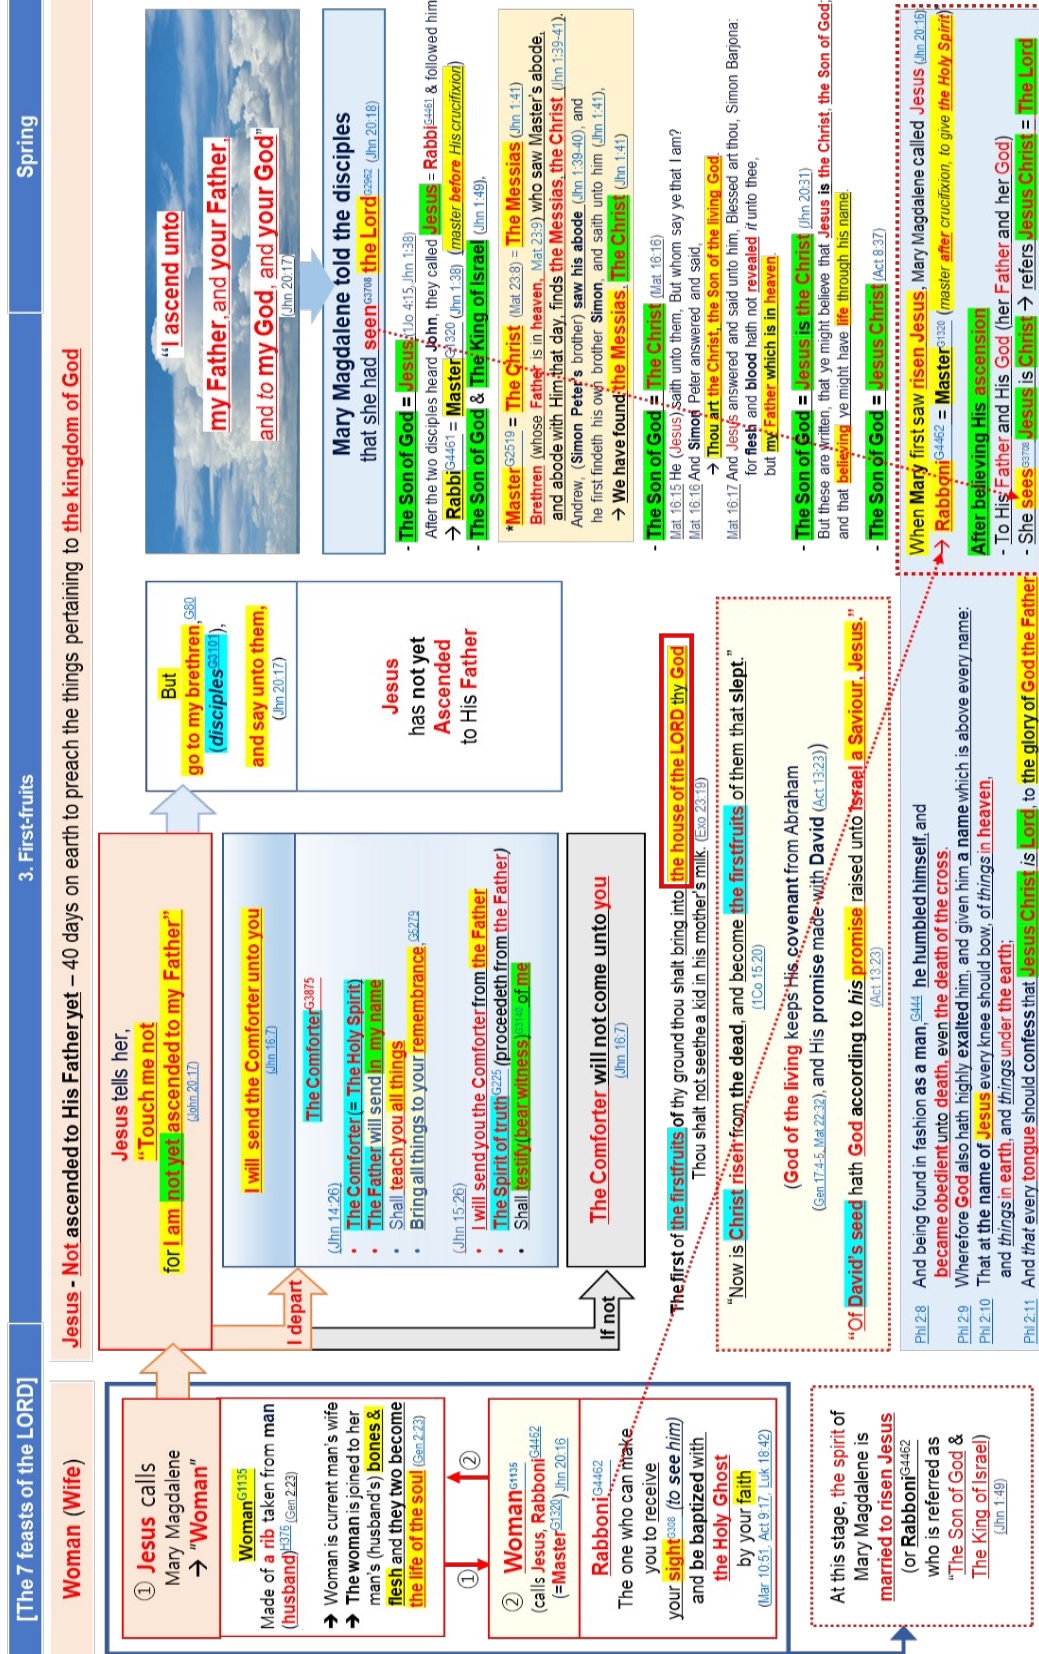 [The 7 feasts of the LORD]
3. First-fruits
Spring
Woman (Wife)
Jesus - Not ascended to His Father yet – 40 days on earth to preach the things pertaining to the kingdom of God
① Jesus calls
Mary Magdalene
→ "Woman"
Woman G1135
Made of a rib taken from man
(husband) H376 (Gen 2:23)
→ Woman is current man's wife
→ The woman is joined to her
man's (husband's) bones &
flesh and they two become
the life of the soul (Gen 2:23)
①
②
② Woman G1135
(calls Jesus, Rabboni G4462
(=Master G1320) Jhn 20:16
Rabboni G4462
The one who can make
you to receive
your sight G308 (to see him)
and be baptized with
the Holy Ghost
by your faith
(Mar 10:51, Act 9:17, Luk 18:42)
At this stage, the spirit of
Mary Magdalene is
married to risen Jesus
(or Rabboni G4462
who is referred as
"The Son of God &
The King of Israel)
(Jhn 1:49)
Jesus tells her,
"Touch me not
for I am not yet ascended to my Father"
(John 20:17)
I depart
If not
I will send the Comforter unto you
(Jhn 16:7)
The Comforter G3875
(Jhn 14:26)
• The Comforter(= The Holy Spirit)
• The Father will send in my name
• Shall teach you all things
• Bring all things to your remembrance, G5279
(Jhn 15:26)
• I will send you the Comforter from the Father
• The Spirit of truth G225 (proceedeth from the Father)
• Shall testify(bear witness) G3140 of me
The Comforter will not come unto you
(Jhn 16:7)
But
go to my brethren, G80
(disciples G3101),
and say unto them,
(Jhn 20:17)
Jesus
has not yet
Ascended
to His Father
"I ascend unto
my Father, and your Father,
and to my God, and your God"
(Jhn 20:17)
Mary Magdalene told the disciples
that she had seen G3708 the Lord G2962 (Jhn 20:18)
- The Son of God = Jesus (1Jo 4:15, Jhn 1:38)
After the two disciples heard John, they called Jesus = Rabbi G4461 & followed him
→ Rabbi G4461 = Master G1320 (Jhn 1:38) (master before His crucifixion)
- The Son of God & The King of Israel (Jhn 1:49),
*Master G2519 = The Christ (Mat 23:8) = The Messias (Jhn 1:41)
Brethren (whose Father is in heaven, Mat 23:9) who saw Master's abode,
and abode with Him that day, finds the Messias, the Christ (Jhn 1:39-41).
Andrew, (Simon Peter's brother) saw his abode (Jhn 1:39-40), and
he first findeth his own brother Simon, and saith unto him (Jhn 1:41),
→ We have found the Messias, The Christ (Jhn 1:41)
- The Son of God = The Christ (Mat 16:16)
Mat 16:15 He (Jesus) saith unto them, But whom say ye that I am?
Mat 16:16 And Simon Peter answered and said,
→ Thou art the Christ, the Son of the living God.
Mat 16:17 And Jesus answered and said unto him, Blessed art thou, Simon Barjona:
for flesh and blood hath not revealed it unto thee,
but my Father which is in heaven.
- The Son of God = Jesus is the Christ (Jhn 20:31)
But these are written, that ye might believe that Jesus is the Christ, the Son of God;
and that believing ye might have life through his name.
- The Son of God = Jesus Christ (Act 8:37)
The first of the firstfruits of thy ground thou shalt bring into the house of the LORD thy God
Thou shalt not seethe a kid in his mother's milk. (Exo 23:19)
"Now is Christ risen from the dead, and become the firstfruits of them that slept."
(1Co 15:20)
(God of the living keeps His covenant from Abraham
(Gen 17:4-5, Mat 22:32), and His promise made with David (Act 13:23))
"Of David's seed hath God according to his promise raised unto Israel a Saviour, Jesus."
(Act 13:23)
Phl 2:8 And being found in fashion as a man, G444 he humbled himself, and
became obedient unto death, even the death of the cross.
Phl 2:9 Wherefore God also hath highly exalted him, and given him a name which is above every name:
Phl 2:10 That at the name of Jesus every knee should bow, of things in heaven,
and things in earth, and things under the earth;
Phl 2:11 And that every tongue should confess that Jesus Christ is Lord, to the glory of God the Father
When Mary first saw risen Jesus, Mary Magdalene called Jesus (Jhn 20:16)
→ Rabboni G4462 = Master G1320 (master after crucifixion, to give the Holy Spirit)
After believing His ascension
- To His Father and His God (her Father and her God)
- She sees G3708 Jesus is Christ → refers Jesus Christ = The Lord